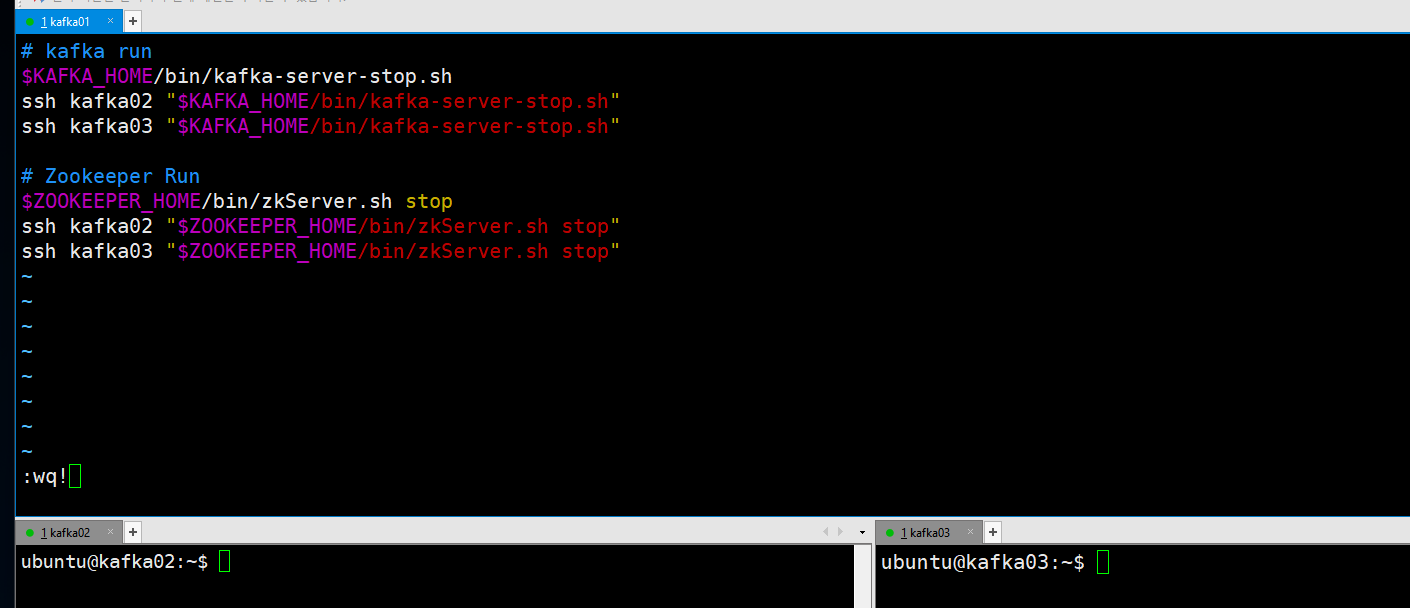 1 kafka01 × +
# kafka run
$KAFKA_HOME/bin/kafka-server-stop.sh
ssh kafka02 "$KAFKA_HOME/bin/kafka-server-stop.sh"
ssh kafka03 "$KAFKA_HOME/bin/kafka-server-stop.sh"
# Zookeeper Run
$ZOOKEEPER_HOME/bin/zkServer.sh stop
ssh kafka02 "$ZOOKEEPER_HOME/bin/zkServer.sh stop"
ssh kafka03 "$ZOOKEEPER_HOME/bin/zkServer.sh stop"
~
~
~
~
~
~
~
~
:wq!
1 kafka02 × +
ubuntu@kafka02:~$
1 kafka03 × +
ubuntu@kafka03:~$